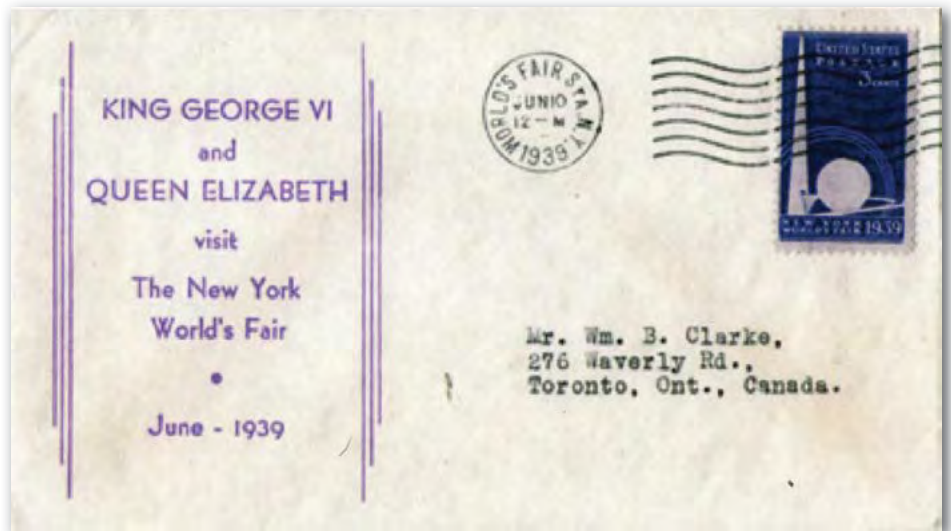 KING GEORGE VI
and
QUEEN ELIZABETH
visit
The New York
World's Fair
June - 1939
WORLD'S FAIR STA. N.Y.
JUN 10
12 - M
1939
UNITED STATES
POSTAGE
3 CENTS
NEW YORK
WORLD'S FAIR 1939
Mr. Wm. B. Clarke,
276 Waverly Rd.,
Toronto, Ont., Canada.